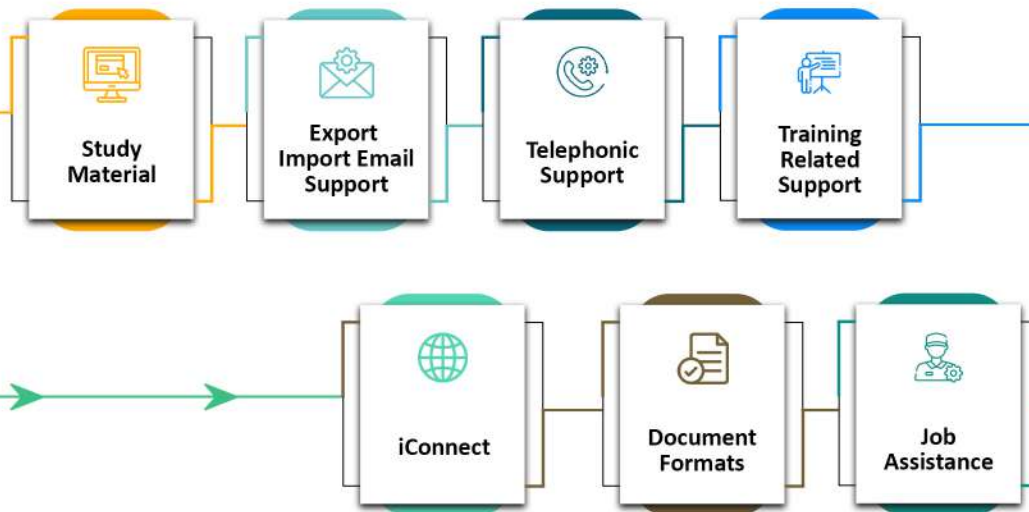 Study
Material
Export
Import Email
Support
Telephonic
Support
Training
Related
Support
iConnect
Document
Formats
Job
Assistance